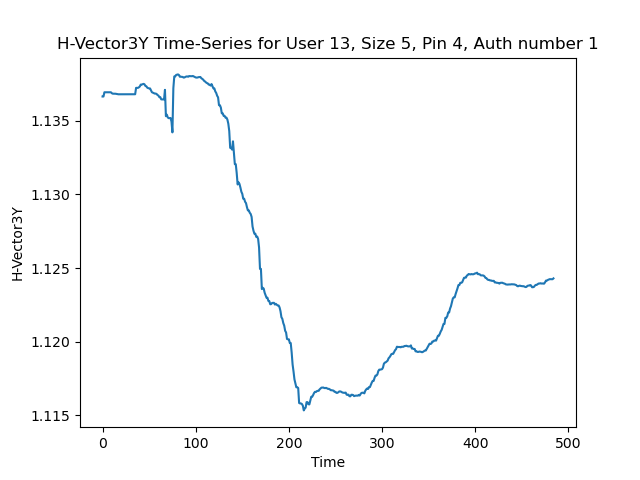 H-Vector3Y Time-Series for User 13, Size 5, Pin 4, Auth number 1
1.135
1.130
1.125
1.120
1.115
H-Vector3Y
0 100 200 300 400 500
Time